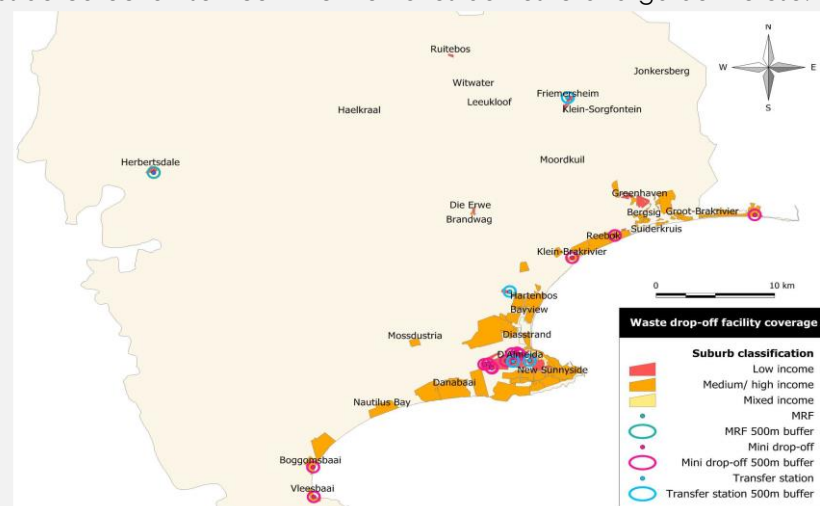 Ruitebos
Jonkersberg
Witwater
Leeukloof
Friemersheim
Haelkraal
Klein-Sorgfontein
N
W E
S
Moordkuil
Herbertsdale
Greenhaven
Die Erwe
Bergsig
Groot-Brakrivier
Brandwag
Suiderkruis
Reebok
Klein-Brakrivier
0 10 km
Hartenbos
Bayview
Mossdustria
Diasstrand
D'Almeida
New Sunnyside
Danabaai
Nautilus Bay
Boggomsbaai
Vleesbaai
Waste drop-off facility coverage
Suburb classification
Low income
Medium/ high income
Mixed income
MRF
MRF 500m buffer
Mini drop-off
Mini drop-off 500m buffer
Transfer station
Transfer station 500m buffer